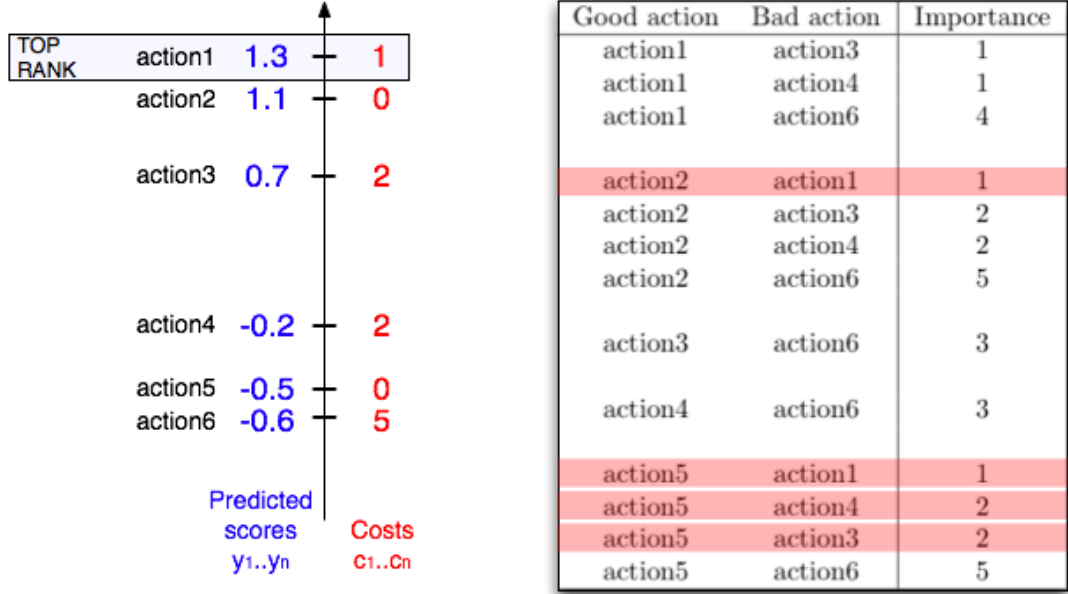 TOP
RANK
action1 1.3 1
action2 1.1 0
action3 0.7 2
action4 -0.2 2
action5 -0.5 0
action6 -0.6 5
Predicted
scores
y1..yn
Costs
c1..cn
Good action Bad action Importance
action1 action3 1
action1 action4 1
action1 action6 4
action2 action1 1
action2 action3 2
action2 action4 2
action2 action6 5
action3 action6 3
action4 action6 3
action5 action1 1
action5 action4 2
action5 action3 2
action5 action6 5